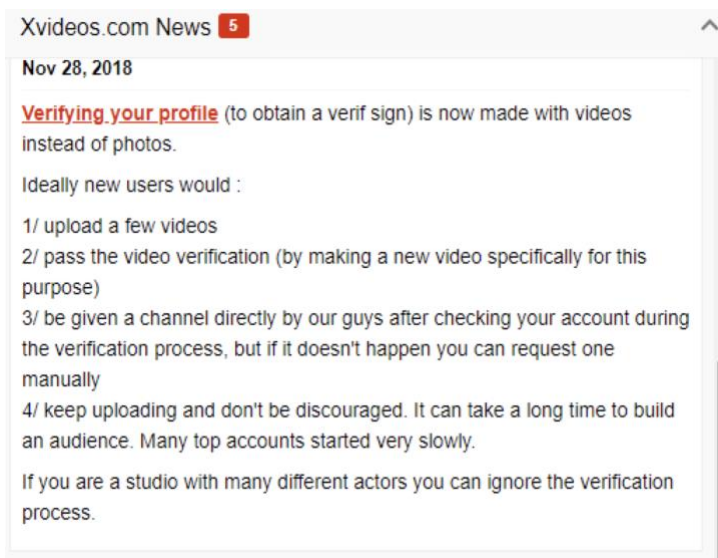 Xvideos.com News 5
Nov 28, 2018
Verifying your profile (to obtain a verif sign) is now made with videos
instead of photos.
Ideally new users would :
1/ upload a few videos
2/ pass the video verification (by making a new video specifically for this
purpose)
3/ be given a channel directly by our guys after checking your account during
the verification process, but if it doesn't happen you can request one
manually
4/ keep uploading and don't be discouraged. It can take a long time to build
an audience. Many top accounts started very slowly.
If you are a studio with many different actors you can ignore the verification
process.